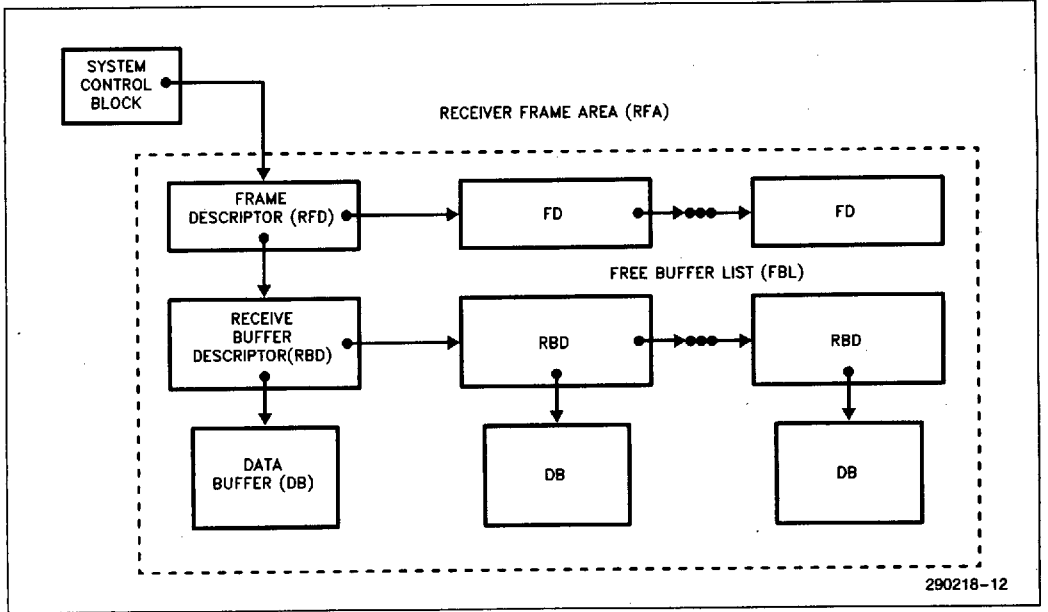 SYSTEM
CONTROL
BLOCK
RECEIVER FRAME AREA (RFA)
FRAME
DESCRIPTOR (RFD)
FD
FD
FREE BUFFER LIST (FBL)
RECEIVE
BUFFER
DESCRIPTOR(RBD)
RBD
RBD
DATA
BUFFER (DB)
DB
DB
290218-12